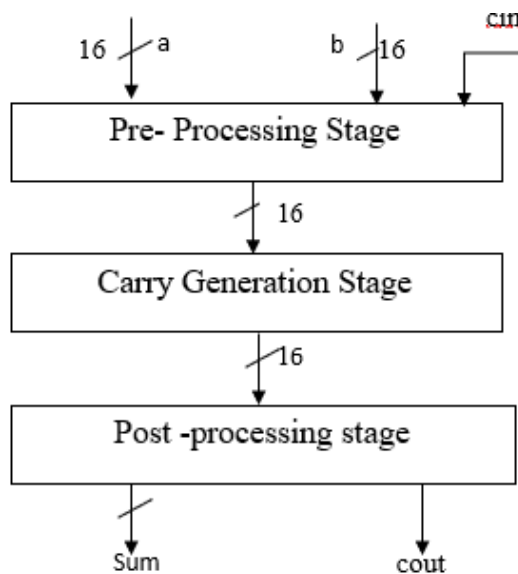 cin
16 a b 16
Pre- Processing Stage
16
Carry Generation Stage
16
Post -processing stage
Sum cout